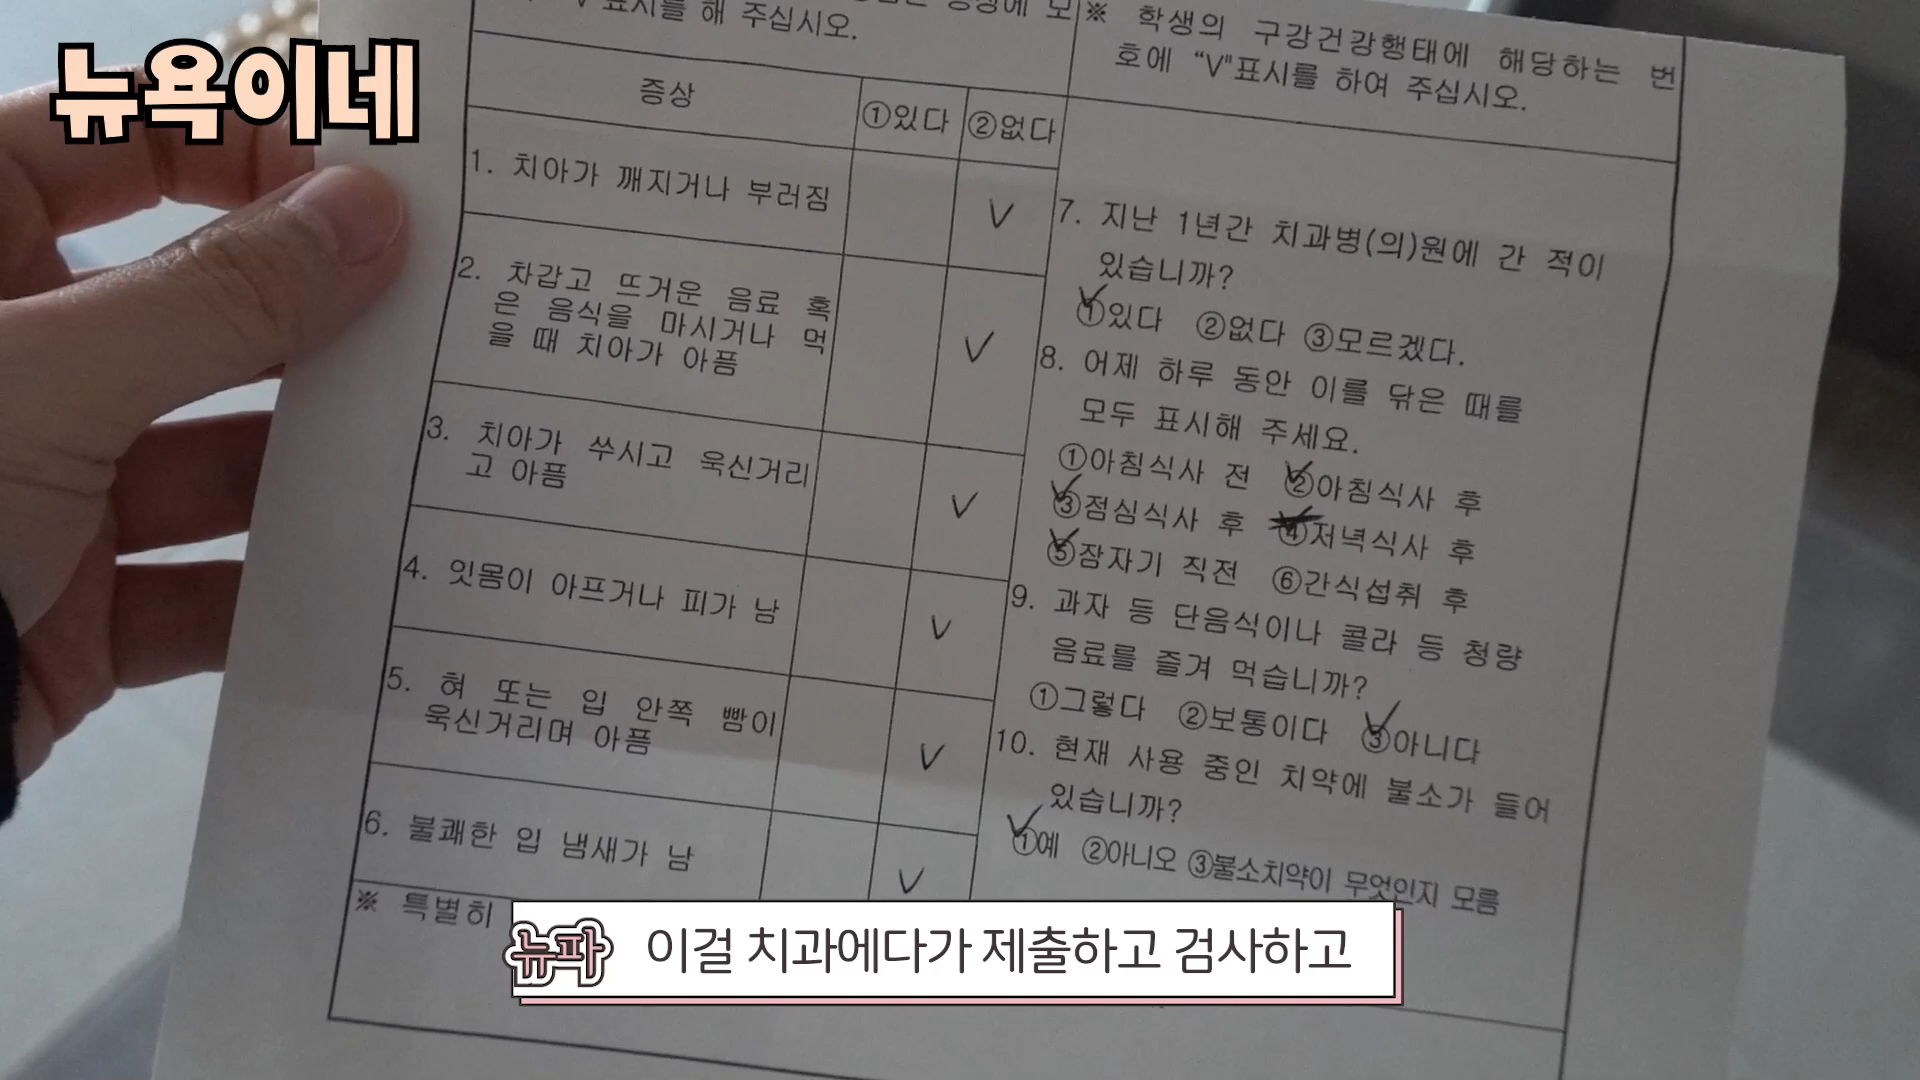 뉴욕이네
"V"표시를 해 주십시오.
증상
①있다
②없다
1. 치아가 깨지거나 부러짐
V
2. 차갑고 뜨거운 음료 혹
은 음식을 마시거나 먹
을 때 치아가 아픔
V
3. 치아가 쑤시고 욱신거리
고 아픔
V
4. 잇몸이 아프거나 피가 남
V
5. 혀 또는 입 안쪽 뺨이
욱신거리며 아픔
V
6. 불쾌한 입 냄새가 남
V
※ 특별히
※ 학생의 구강건강행태에 해당하는 번
호에 “V"표시를 하여 주십시오.
7. 지난 1년간 치과병(의)원에 간 적이
있습니까?
①있다 ②없다 ③모르겠다.
8. 어제 하루 동안 이를 닦은 때를
모두 표시해 주세요.
①아침식사 전 ②아침식사 후
③점심식사 후 ④저녁식사 후
⑤잠자기 직전 ⑥간식섭취 후
9. 과자 등 단음식이나 콜라 등 청량
음료를 즐겨 먹습니까?
①그렇다 ②보통이다 ③아니다
10. 현재 사용 중인 치약에 불소가 들어
있습니까?
①예 ②아니오 ③불소치약이 무엇인지 모름
뉴파 이걸 치과에다가 제출하고 검사하고